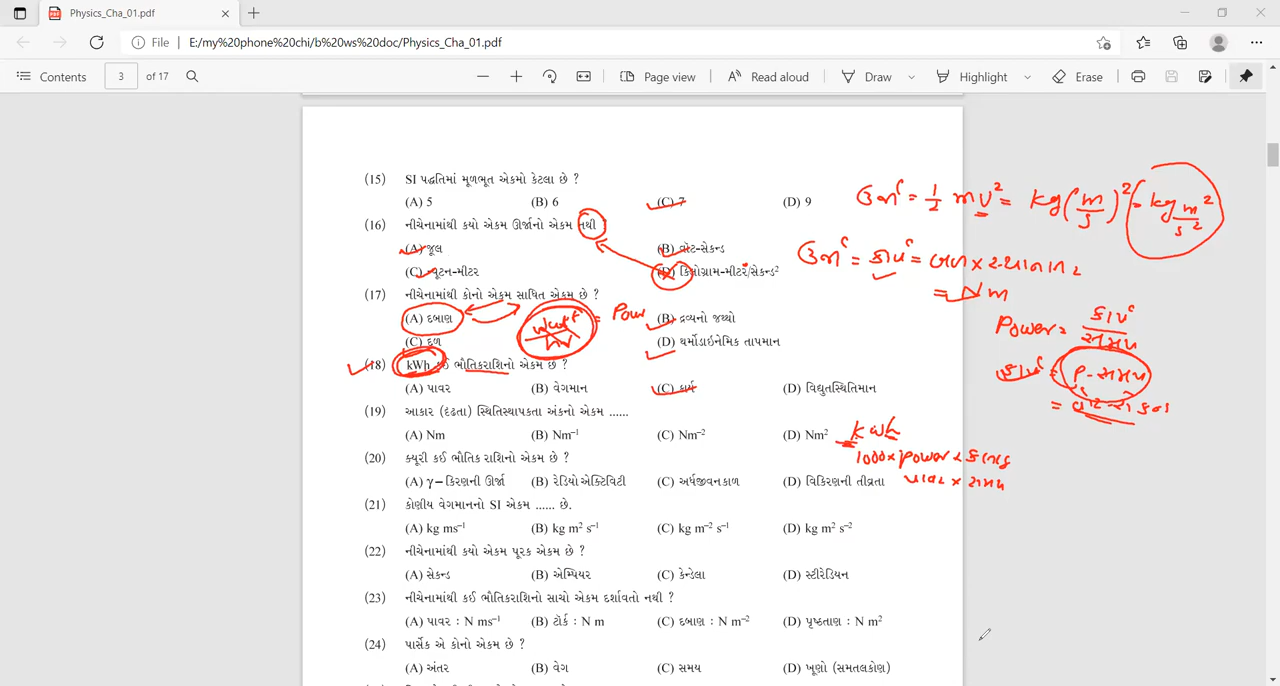 Physics_Cha_01.pdf
File E:/my%20phone%20chi/b%20ws%20doc/Physics_Cha_01.pdf
Contents 3 of 17 Page view Read aloud Draw Highlight Erase
(15) SI પદ્ધતિમાં મૂળભૂત એકમો કેટલા છે ?
(A) 5 (B) 6 (C) 7 (D) 9
(16) નીચેનામાંથી કયો એકમ ઊર્જાનો એકમ નથી
(A) જૂલ (B) વોટ-સેકન્ડ
(C) ન્યૂટન-મીટર (D) કિલોગ્રામ-મીટર/સેકન્ડ²
(17) નીચેનામાંથી કોનો એકમ સાધિત એકમ છે ?
(A) દબાણ (B) દ્રવ્યનો જથ્થો
(C) દળ (D) થર્મોડાઇનેમિક તાપમાન
(18) kWh કઈ ભૌતિકરાશિનો એકમ છે ?
(A) પાવર (B) વેગમાન (C) કાર્ય (D) વિદ્યુતસ્થિતિમાન
(19) આકાર (દઢતા) સ્થિતિસ્થાપકતા અંકનો એકમ ......
(A) Nm (B) Nm⁻¹ (C) Nm⁻² (D) Nm²
(20) ક્યૂરી કઈ ભૌતિક રાશિનો એકમ છે ?
(A) γ–કિરણની ઊર્જા (B) રેડિયોએક્ટિવિટી (C) અર્ધજીવનકાળ (D) વિકિરણની તીવ્રતા
(21) કોણીય વેગમાનનો SI એકમ ...... છે.
(A) kg ms⁻¹ (B) kg m² s⁻¹ (C) kg m⁻² s⁻¹ (D) kg m² s⁻²
(22) નીચેનામાંથી કયો એકમ પૂરક એકમ છે ?
(A) સેકન્ડ (B) એમ્પિયર (C) કેન્ડેલા (D) સ્ટીરેડિયન
(23) નીચેનામાંથી કઈ ભૌતિકરાશિનો સાચો એકમ દર્શાવતો નથી ?
(A) પાવર : N ms⁻¹ (B) ટૉર્ક : N m (C) દબાણ : N m⁻² (D) પૃષ્ઠતાણ : N m²
(24) પાર્સેક એ કોનો એકમ છે ?
(A) અંતર (B) વેગ (C) સમય (D) ખૂણો (સમતલકોણ)
= ½ mv² = kg(m/s)² = kg m²/s²
= કાર્ય = બળ ×
= Nm
Power = કાર્ય/સમય
કાર્ય = P - સમય
kwh
1000 × power ×
પાવર × સમય